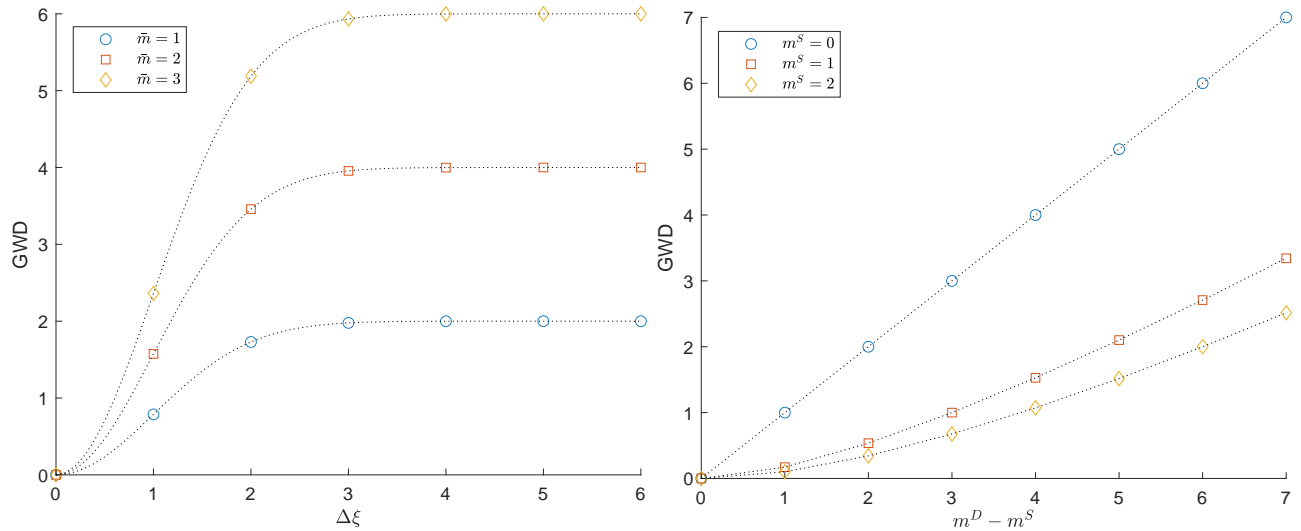 6
5
4
3
2
1
0
GWD
m̄ = 1
m̄ = 2
m̄ = 3
0 1 2 3 4 5 6
Δξ
7
6
5
4
3
2
1
0
GWD
m^S = 0
m^S = 1
m^S = 2
0 1 2 3 4 5 6 7
m^D − m^S